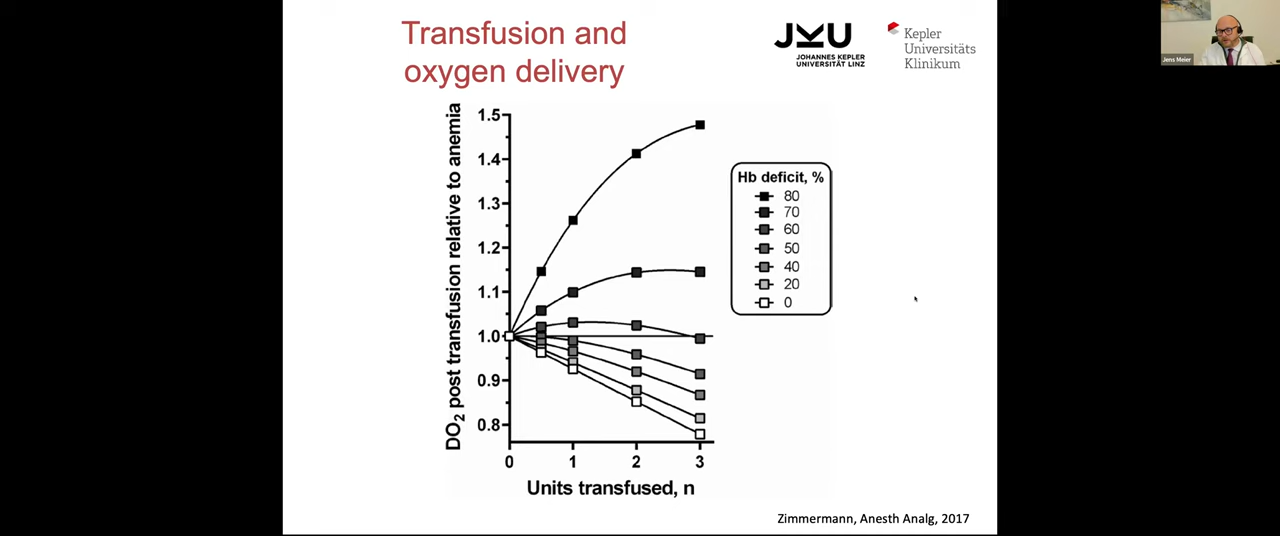 Transfusion and
oxygen delivery
JKU
JOHANNES KEPLER
UNIVERSITÄT LINZ
Kepler
Universitäts
Klinikum
Jens Meier
DO2 post transfusion relative to anemia
1.5
1.4
1.3
1.2
1.1
1.0
0.9
0.8
0
1
2
3
Units transfused, n
Hb deficit, %
80
70
60
50
40
20
0
Zimmermann, Anesth Analg, 2017